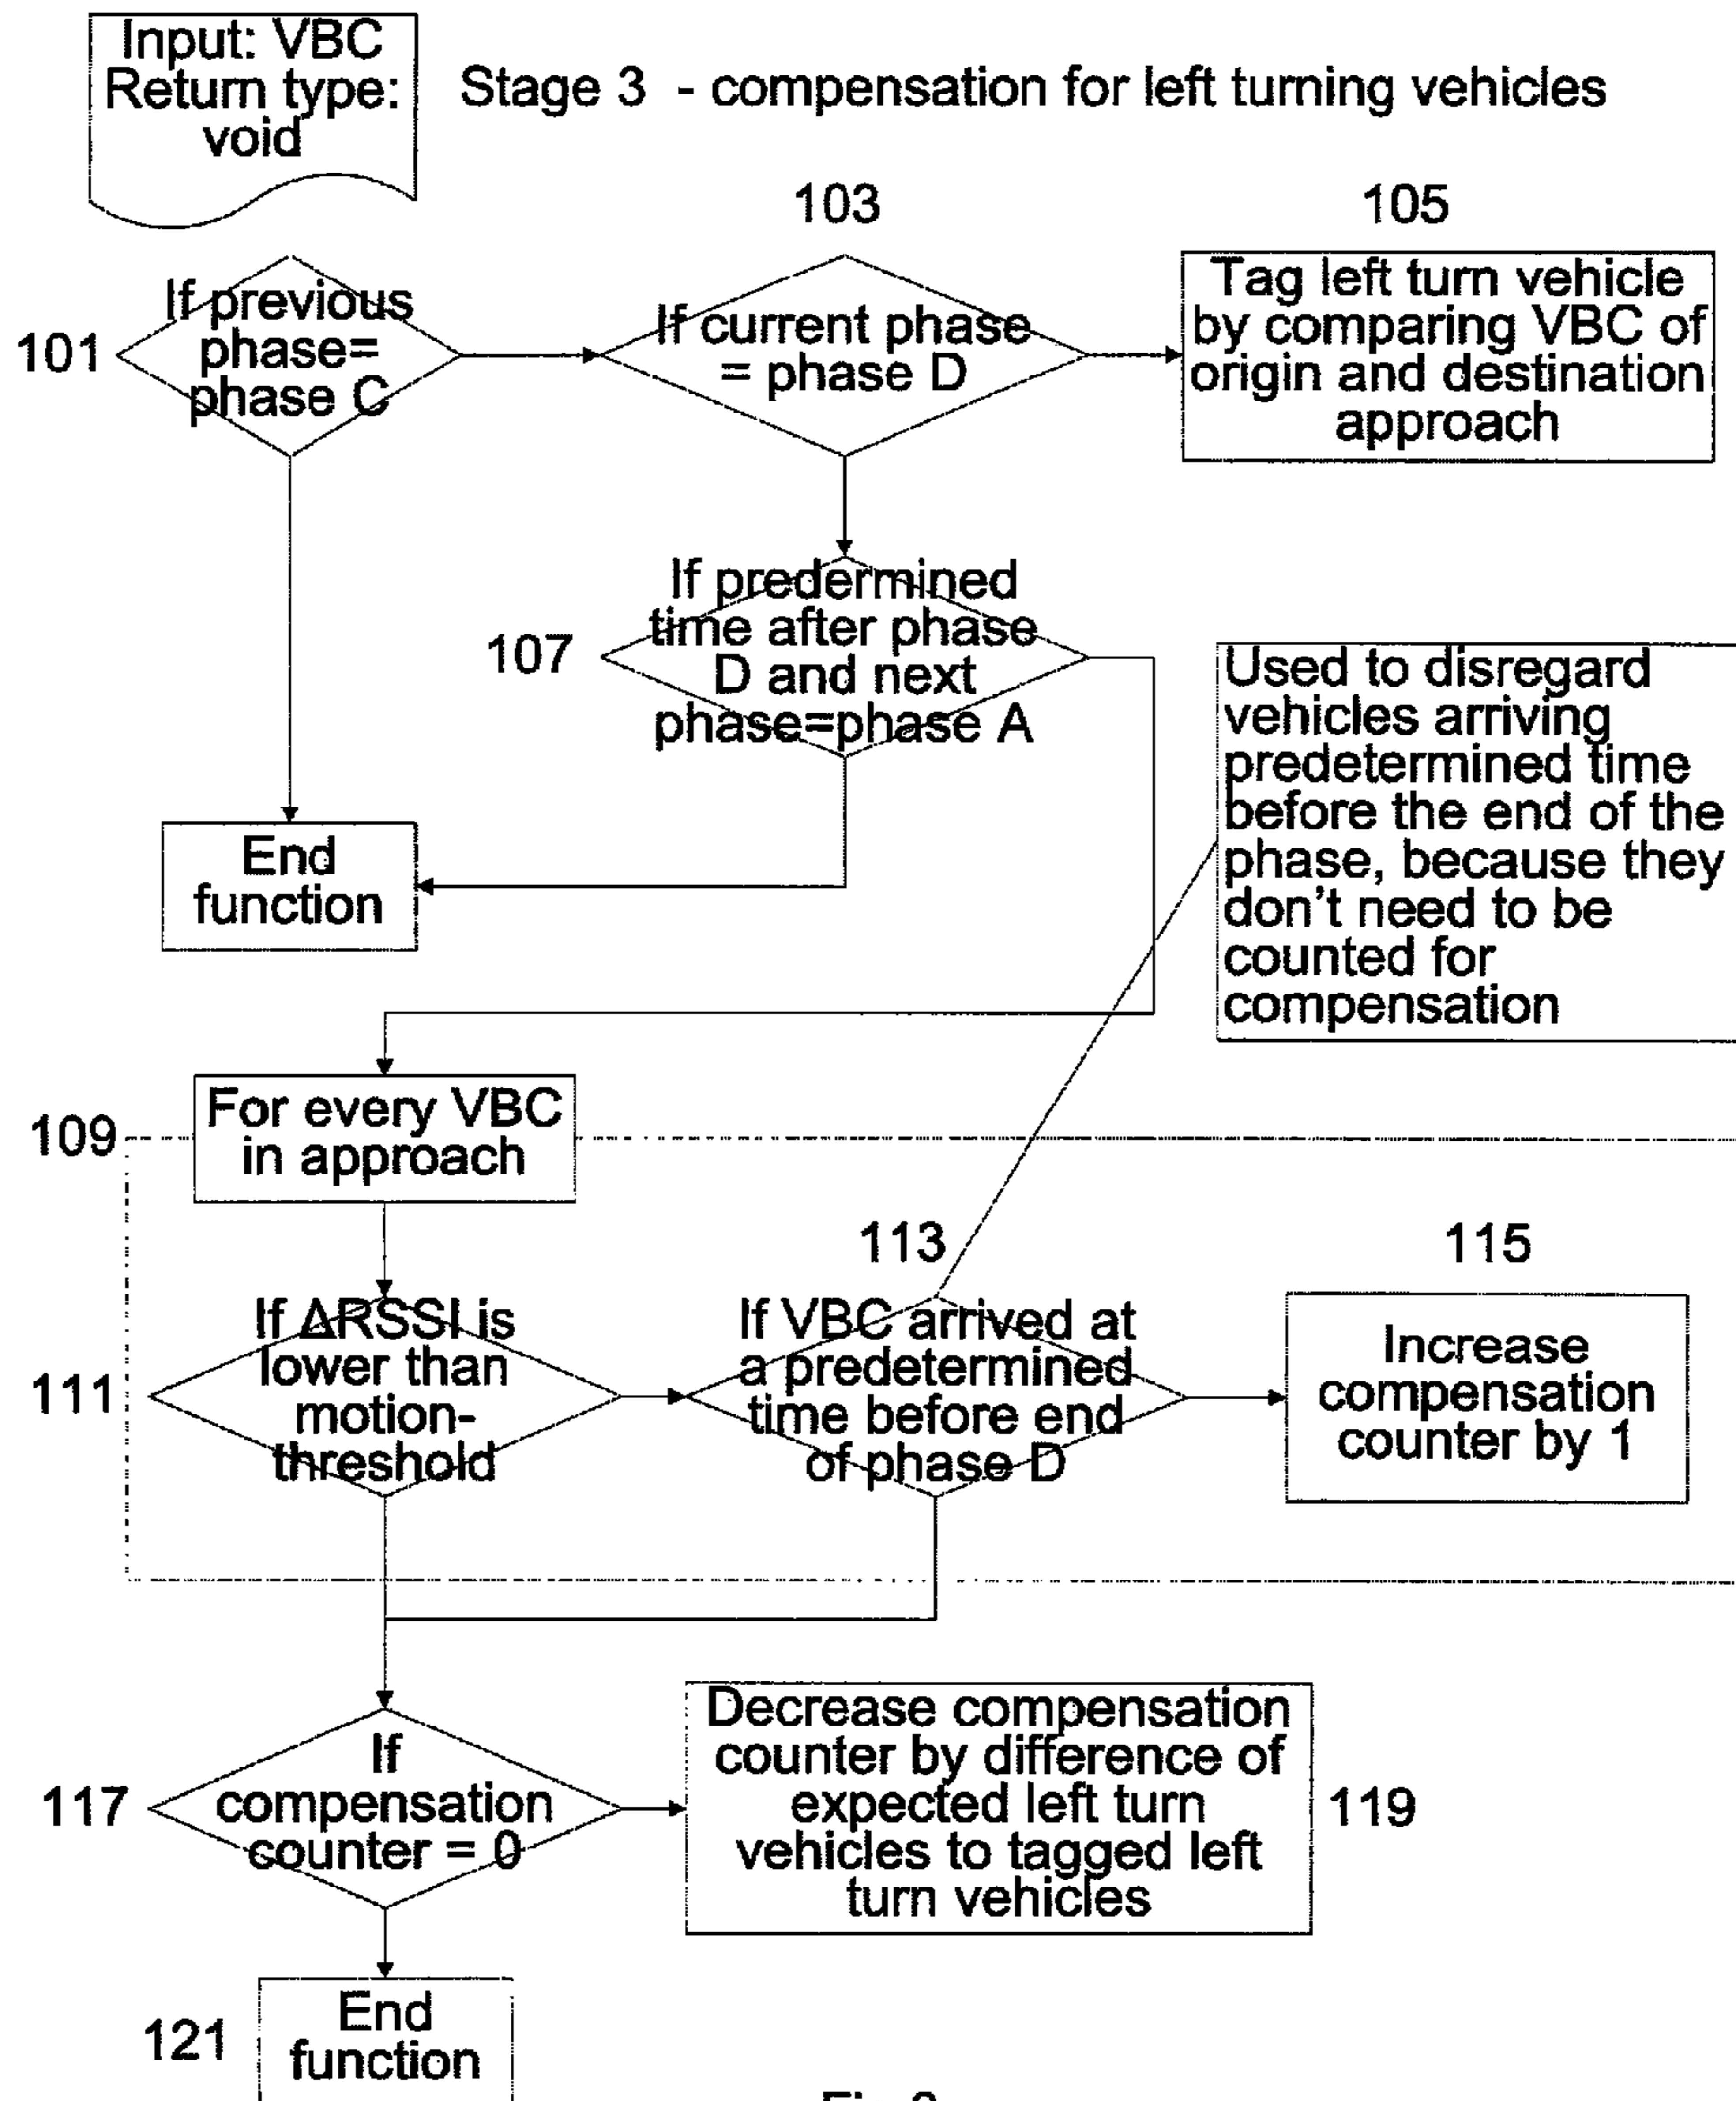 Input: VBC
Return type:
void
Stage 3 - compensation for left turning vehicles
103
105
101
If previous
phase=
phase C
If current phase
= phase D
Tag left turn vehicle
by comparing VBC of
origin and destination
approach
107
If predermined
time after phase
D and next
phase=phase A
Used to disregard
vehicles arriving
predetermined time
before the end of the
phase, because they
don't need to be
counted for
compensation
End
function
109
For every VBC
in approach
113
115
111
If ΔRSSI is
lower than
motion-
threshold
If VBC arrived at
a predetermined
time before end
of phase D
Increase
compensation
counter by 1
117
If
compensation
counter = 0
Decrease compensation
counter by difference of
expected left turn
vehicles to tagged left
turn vehicles
119
121
End
function